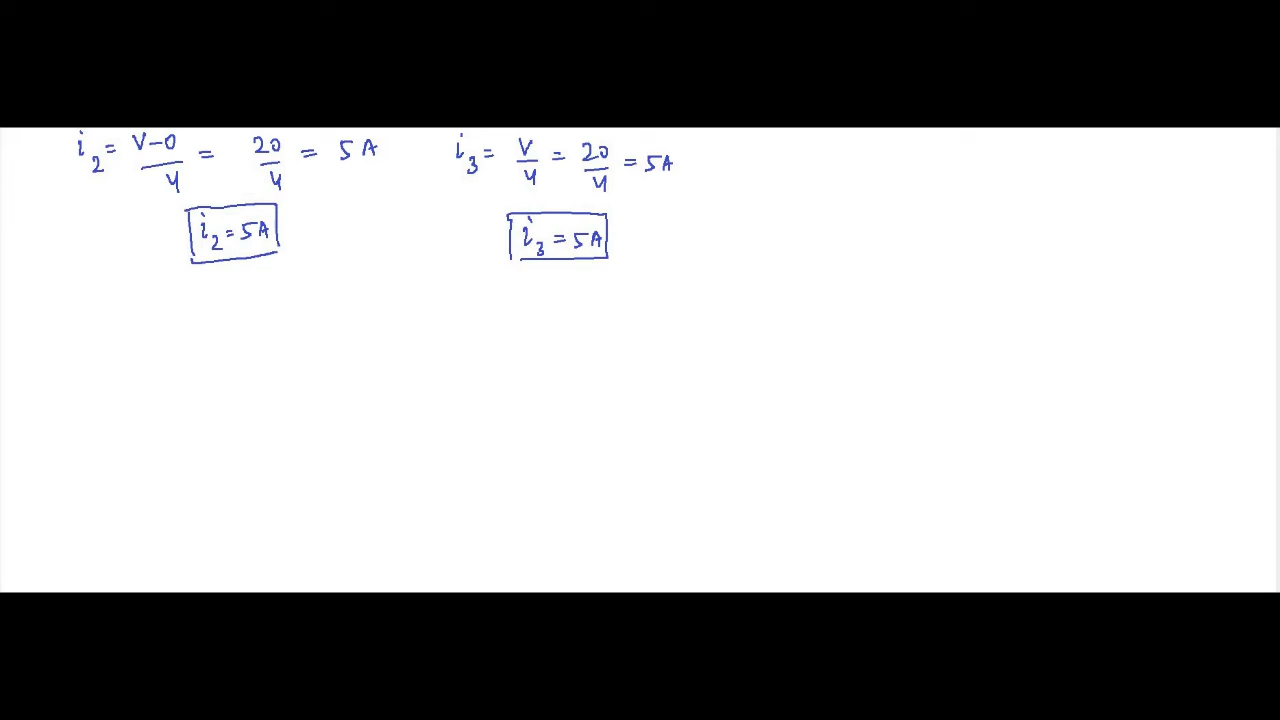 i₂ = V-0/4 = 20/4 = 5 A
i₃ = V/4 = 20/4 = 5A
i₂ = 5A
i₃ = 5A